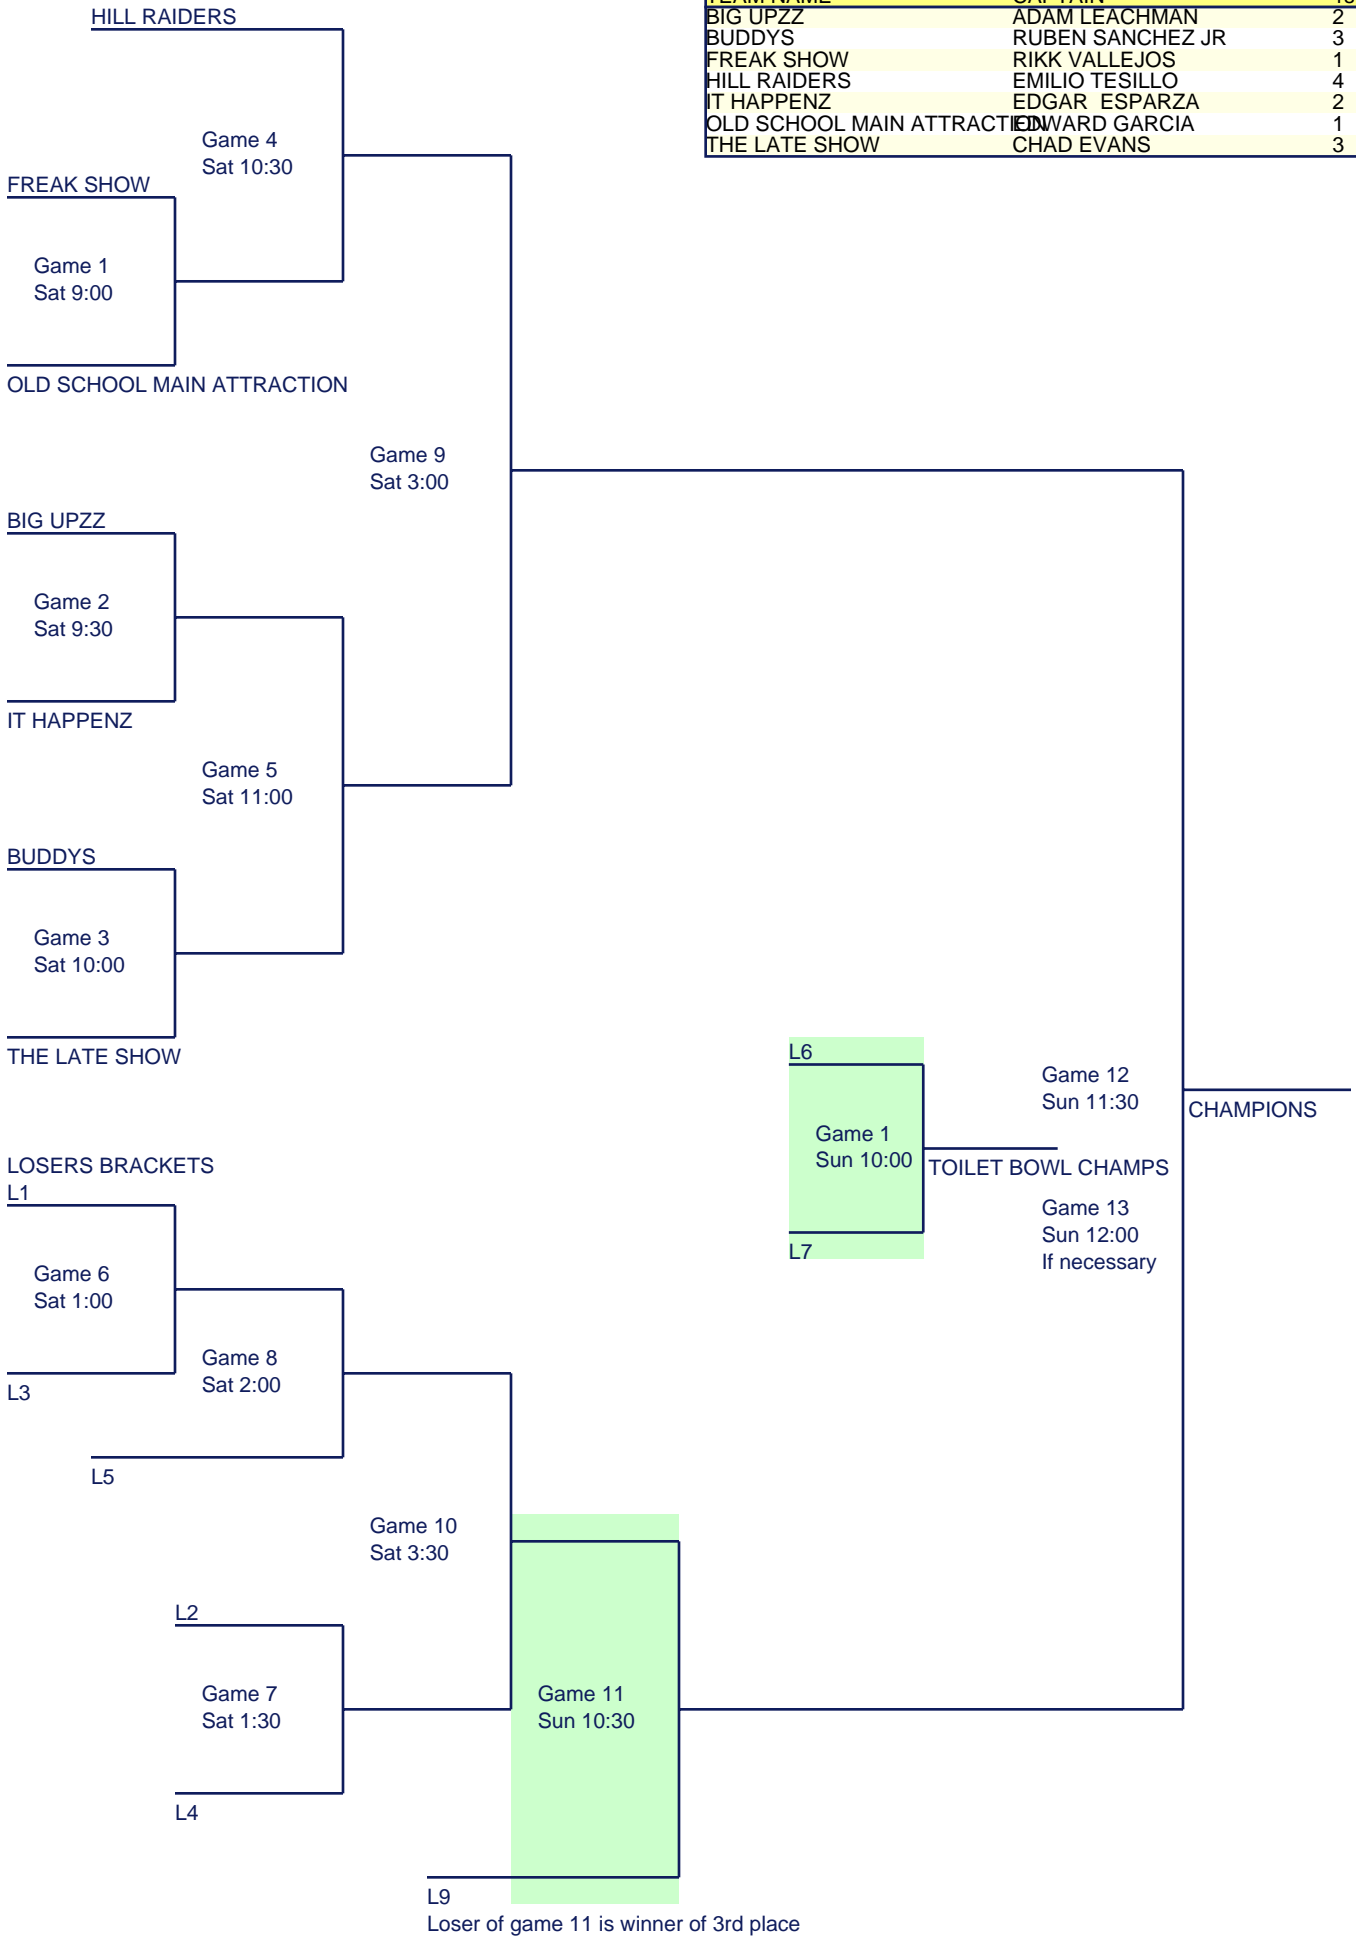 HILL RAIDERS
TEAM NAME CAPTAIN
BIG UPZZ ADAM LEACHMAN 2
BUDDYS RUBEN SANCHEZ JR 3
FREAK SHOW RIKK VALLEJOS 1
HILL RAIDERS EMILIO TESILLO 4
IT HAPPENZ EDGAR  ESPARZA 2
OLD SCHOOL MAIN ATTRACTION EDWARD GARCIA 1
THE LATE SHOW CHAD EVANS 3
Game 4
Sat 10:30
FREAK SHOW
Game 1
Sat 9:00
OLD SCHOOL MAIN ATTRACTION
Game 9
Sat 3:00
BIG UPZZ
Game 2
Sat 9:30
IT HAPPENZ
Game 5
Sat 11:00
BUDDYS
Game 3
Sat 10:00
THE LATE SHOW
L6
Game 12
Sun 11:30
CHAMPIONS
Game 1
Sun 10:00
TOILET BOWL CHAMPS
Game 13
Sun 12:00
If necessary
L7
LOSERS BRACKETS
L1
Game 6
Sat 1:00
L3
Game 8
Sat 2:00
L5
Game 10
Sat 3:30
L2
Game 7
Sat 1:30
L4
Game 11
Sun 10:30
L9
Loser of game 11 is winner of 3rd place